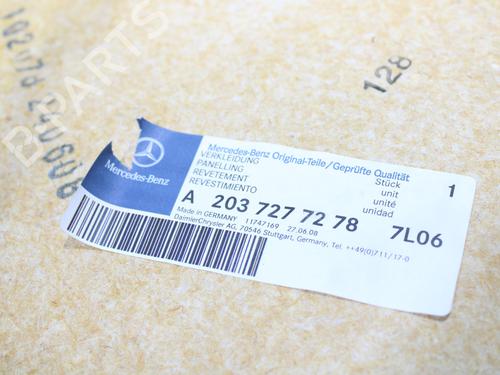 128
Mercedes-Benz
Mercedes-Benz Original-Teile/Geprüfte Qualität
VERKLEIDUNG
PANELLING
REVETEMENT
REVESTIMIENTO
Stück
unit
unité
unidad
1
A 203 727 72 78 7L06
Made in GERMANY 11747169 27.06.08
DaimlerChrysler AG, 70546 Stuttgart, Germany, Tel. ++49(0)711/17-0
B-PARTS